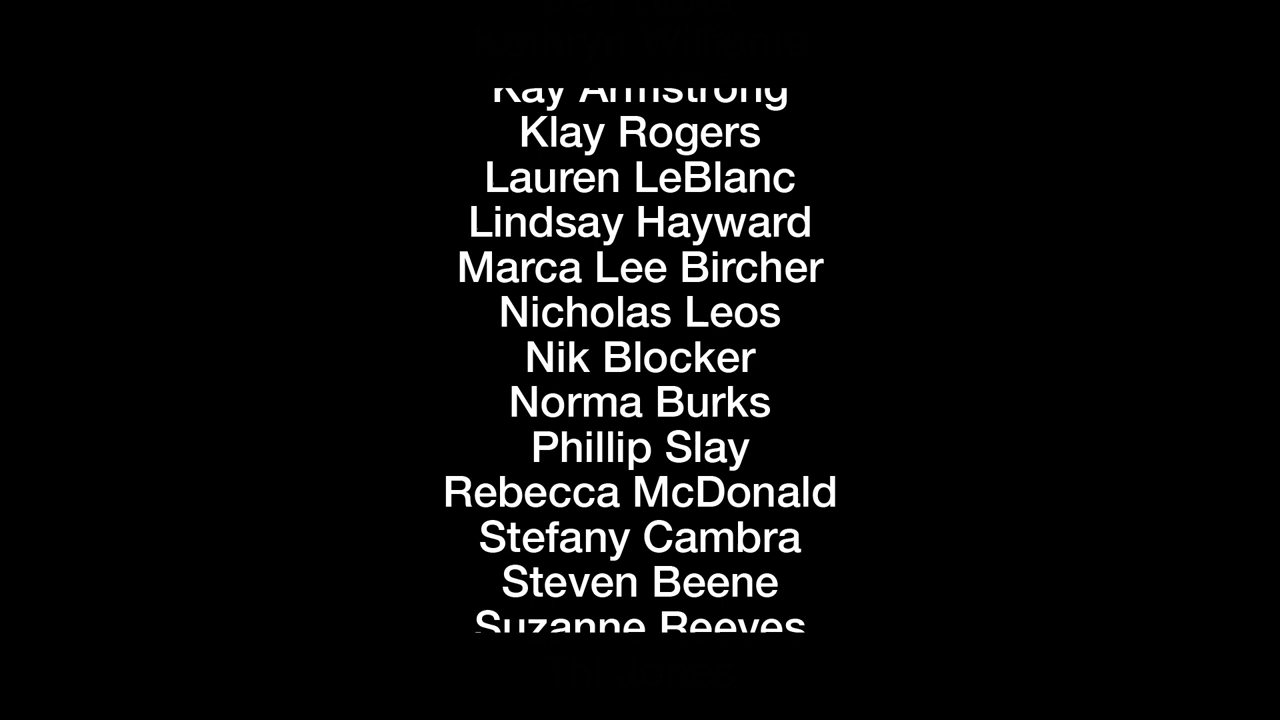 Kay Armstrong
Klay Rogers
Lauren LeBlanc
Lindsay Hayward
Marca Lee Bircher
Nicholas Leos
Nik Blocker
Norma Burks
Phillip Slay
Rebecca McDonald
Stefany Cambra
Steven Beene
Suzanne Reeves